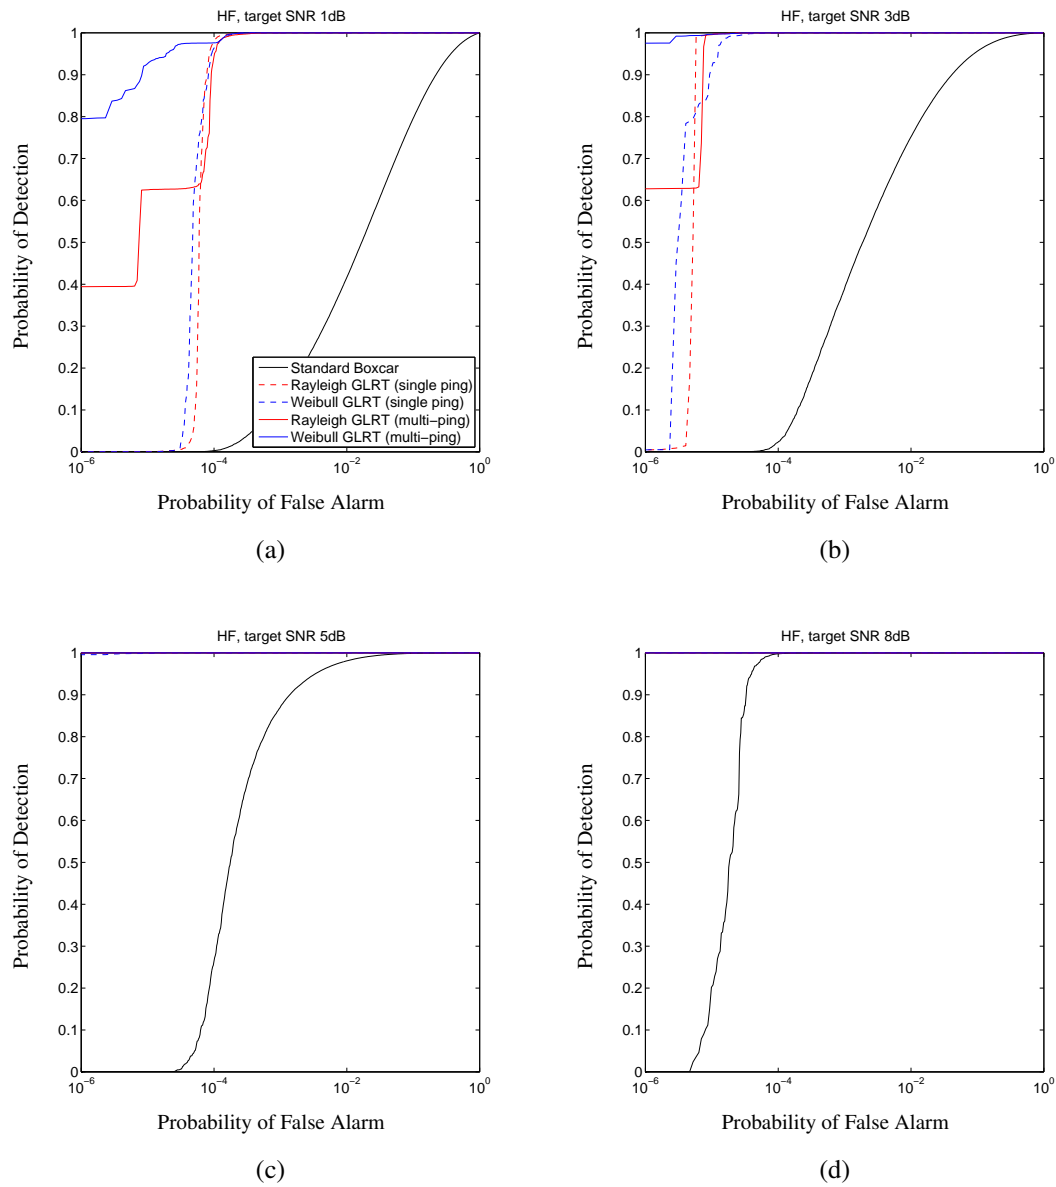 HF, target SNR 1dB
1
0.9
0.8
0.7
0.6
0.5
0.4
0.3
0.2
0.1
0
Probability of Detection
Standard Boxcar
Rayleigh GLRT (single ping)
Weibull GLRT (single ping)
Rayleigh GLRT (multi−ping)
Weibull GLRT (multi−ping)
10−6 10−4 10−2 100
Probability of False Alarm
(a)
HF, target SNR 3dB
1
0.9
0.8
0.7
0.6
0.5
0.4
0.3
0.2
0.1
0
Probability of Detection
10−6 10−4 10−2 100
Probability of False Alarm
(b)
HF, target SNR 5dB
1
0.9
0.8
0.7
0.6
0.5
0.4
0.3
0.2
0.1
0
Probability of Detection
10−6 10−4 10−2 100
Probability of False Alarm
(c)
HF, target SNR 8dB
1
0.9
0.8
0.7
0.6
0.5
0.4
0.3
0.2
0.1
0
Probability of Detection
10−6 10−4 10−2 100
Probability of False Alarm
(d)